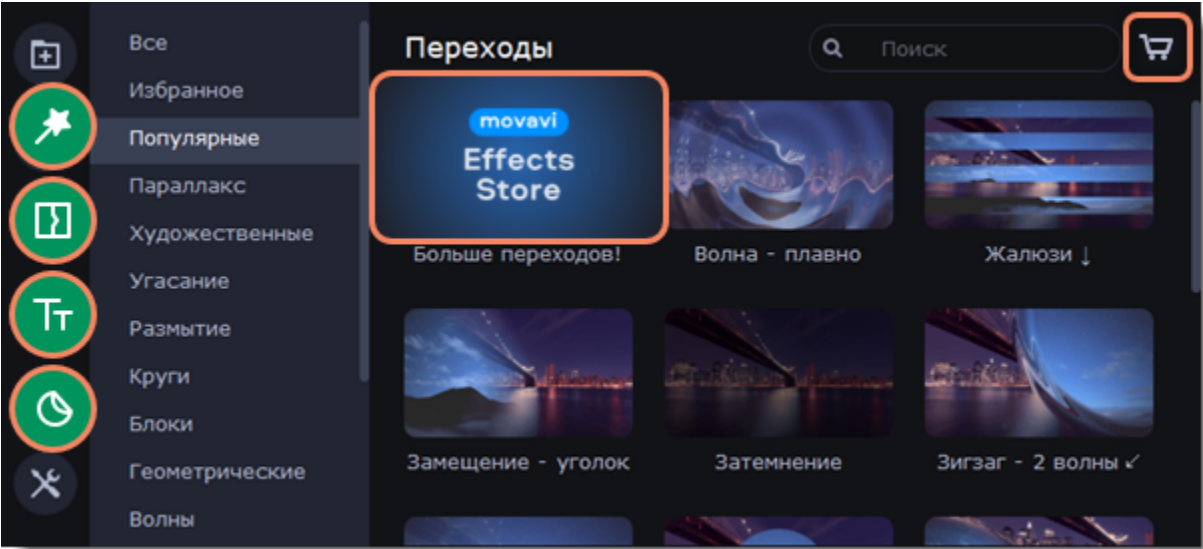 Все
Избранное
Популярные
Параллакс
Художественные
Угасание
Размытие
Круги
Блоки
Геометрические
Волны
Переходы
Поиск
movavi
Effects
Store
Больше переходов!
Волна - плавно
Жалюзи ↓
Замещение - уголок
Затемнение
Зигзаг - 2 волны ↙
Тт